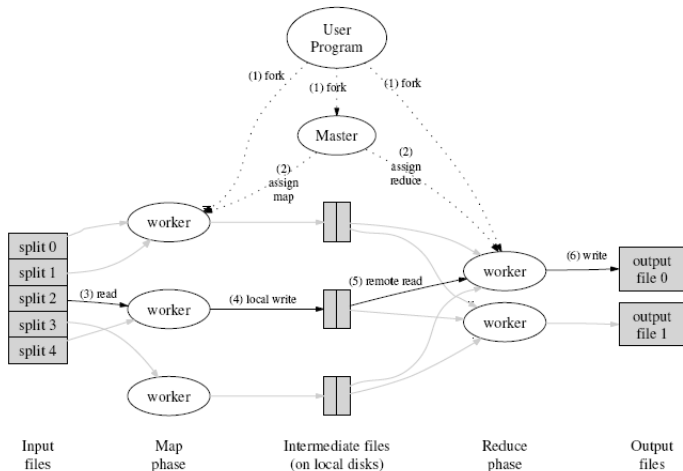 User
Program
(1) fork
(1) fork
(1) fork
Master
(2)
assign
map
(2)
assign
reduce
worker
split 0
split 1
split 2
split 3
split 4
(3) read
worker
(4) local write
(5) remote read
worker
(6) write
output
file 0
worker
output
file 1
worker
Input
files
Map
phase
Intermediate files
(on local disks)
Reduce
phase
Output
files